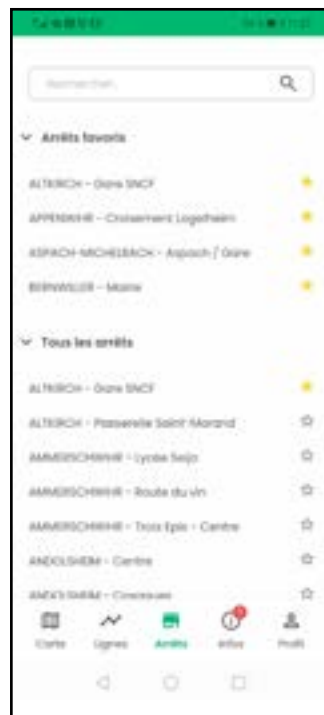 Rechercher...
Arrêts favoris
ALTKIRCH - Gare SNCF
APPENWIHR - Croisement Logelheim
ASPACH-MICHELBACH - Aspach / Gare
BERNWILLER - Mairie
Tous les arrêts
ALTKIRCH - Gare SNCF
ALTKIRCH - Passerelle Saint Morand
AMMERSCHWIHR - Lycée Seijo
AMMERSCHWIHR - Route du vin
AMMERSCHWIHR - Trois Epis - Centre
ANDOLSHEIM - Centre
ANDOLSHEIM -
Carte
Lignes
Arrêts
Infos
Profil